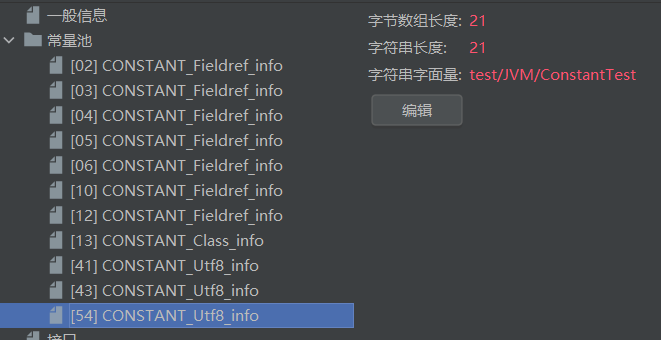 一般信息
常量池
[02] CONSTANT_Fieldref_info
[03] CONSTANT_Fieldref_info
[04] CONSTANT_Fieldref_info
[05] CONSTANT_Fieldref_info
[06] CONSTANT_Fieldref_info
[10] CONSTANT_Fieldref_info
[12] CONSTANT_Fieldref_info
[13] CONSTANT_Class_info
[41] CONSTANT_Utf8_info
[43] CONSTANT_Utf8_info
[54] CONSTANT_Utf8_info
字节数组长度: 21
字符串长度: 21
字符串字面量: test/JVM/ConstantTest
编辑